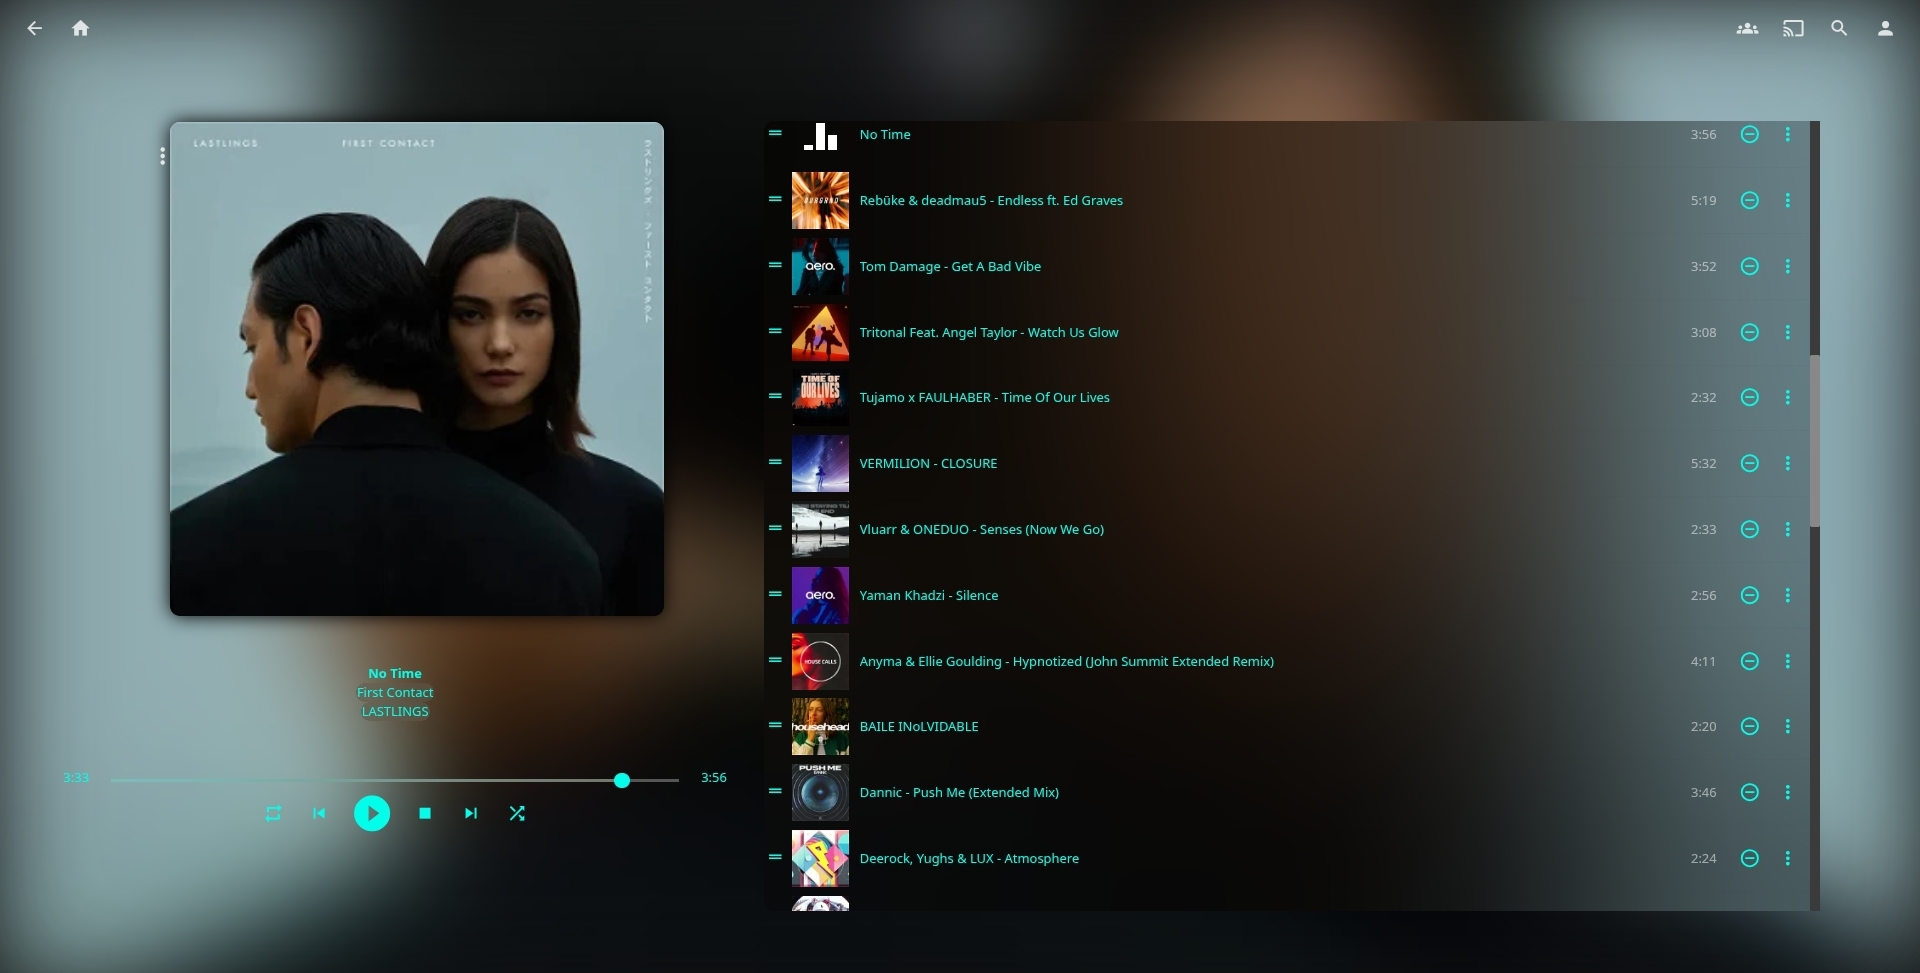 LASTLINGS
FIRST CONTACT
ラストリングズ ファースト コンタクト
No Time
First Contact
LASTLINGS
3:33
3:56
No Time
3:56
Rebūke & deadmau5 - Endless ft. Ed Graves
5:19
aero.
Tom Damage - Get A Bad Vibe
3:52
Tritonal Feat. Angel Taylor - Watch Us Glow
3:08
TIME OF
OUR LIVES
Tujamo x FAULHABER - Time Of Our Lives
2:32
VERMILION - CLOSURE
5:32
Vluarr & ONEDUO - Senses (Now We Go)
2:33
aero.
Yaman Khadzi - Silence
2:56
HOUSE CALLS
Anyma & Ellie Goulding - Hypnotized (John Summit Extended Remix)
4:11
househead
BAILE INoLVIDABLE
2:20
PUSH ME
DANNIC
Dannic - Push Me (Extended Mix)
3:46
Deerock, Yughs & LUX - Atmosphere
2:24